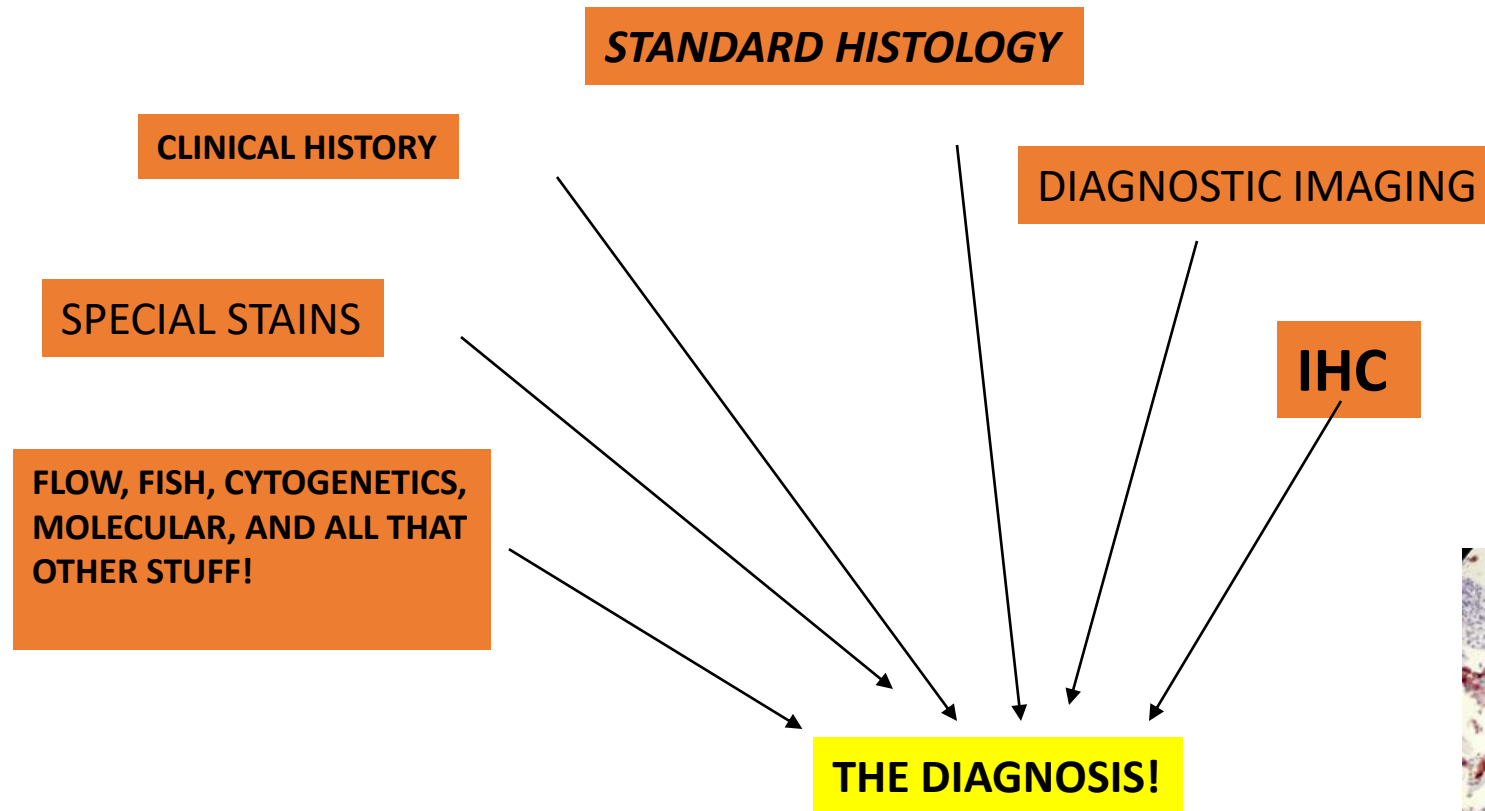 STANDARD HISTOLOGY
CLINICAL HISTORY
DIAGNOSTIC IMAGING
SPECIAL STAINS
IHC
FLOW, FISH, CYTOGENETICS,
MOLECULAR, AND ALL THAT
OTHER STUFF!
THE DIAGNOSIS!